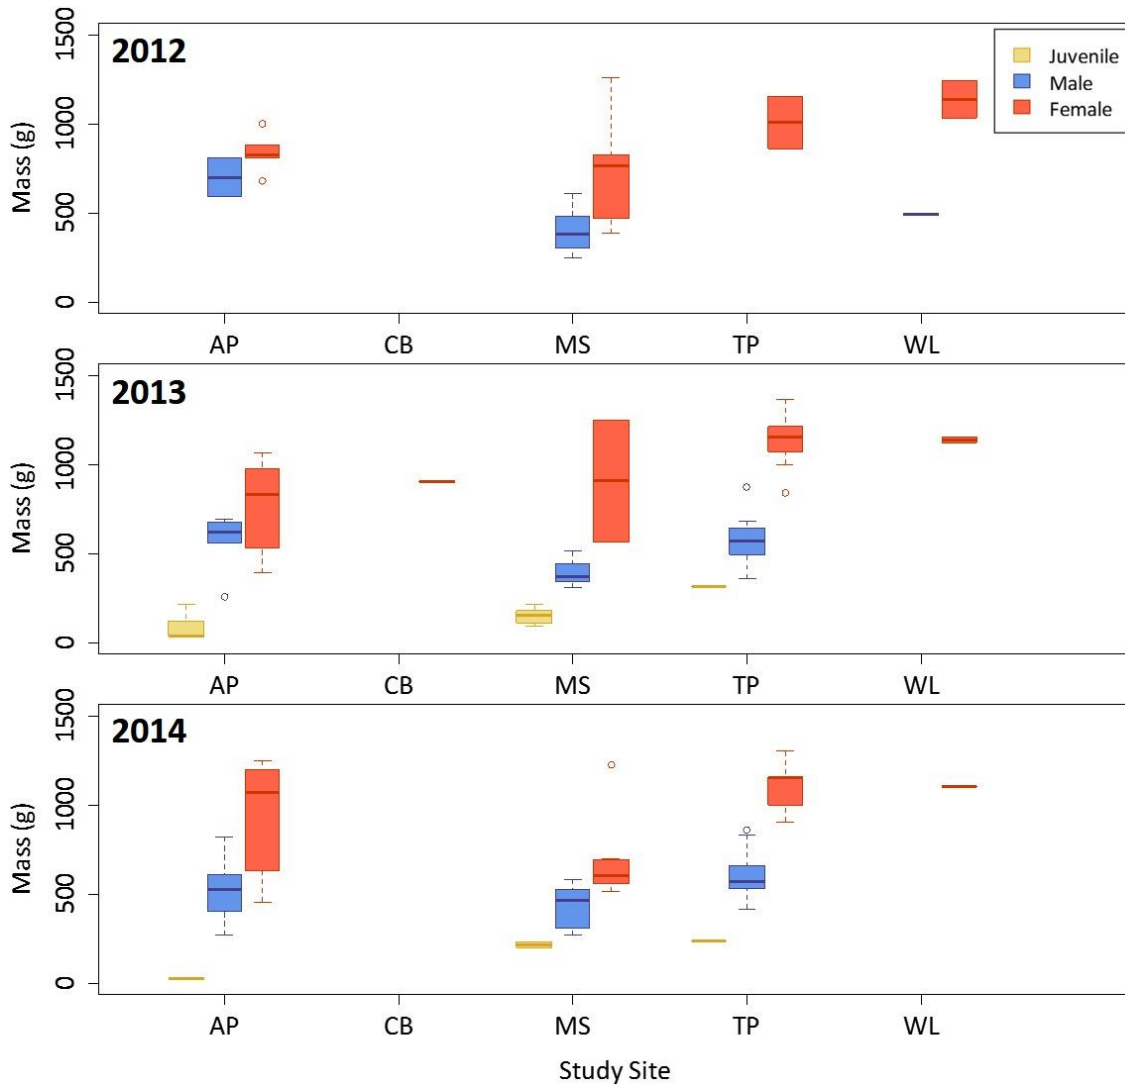 2012
Juvenile
Male
Female
Mass (g)
1500
1000
500
0
AP CB MS TP WL
2013
Mass (g)
1500
1000
500
0
AP CB MS TP WL
2014
Mass (g)
1500
1000
500
0
AP CB MS TP WL
Study Site